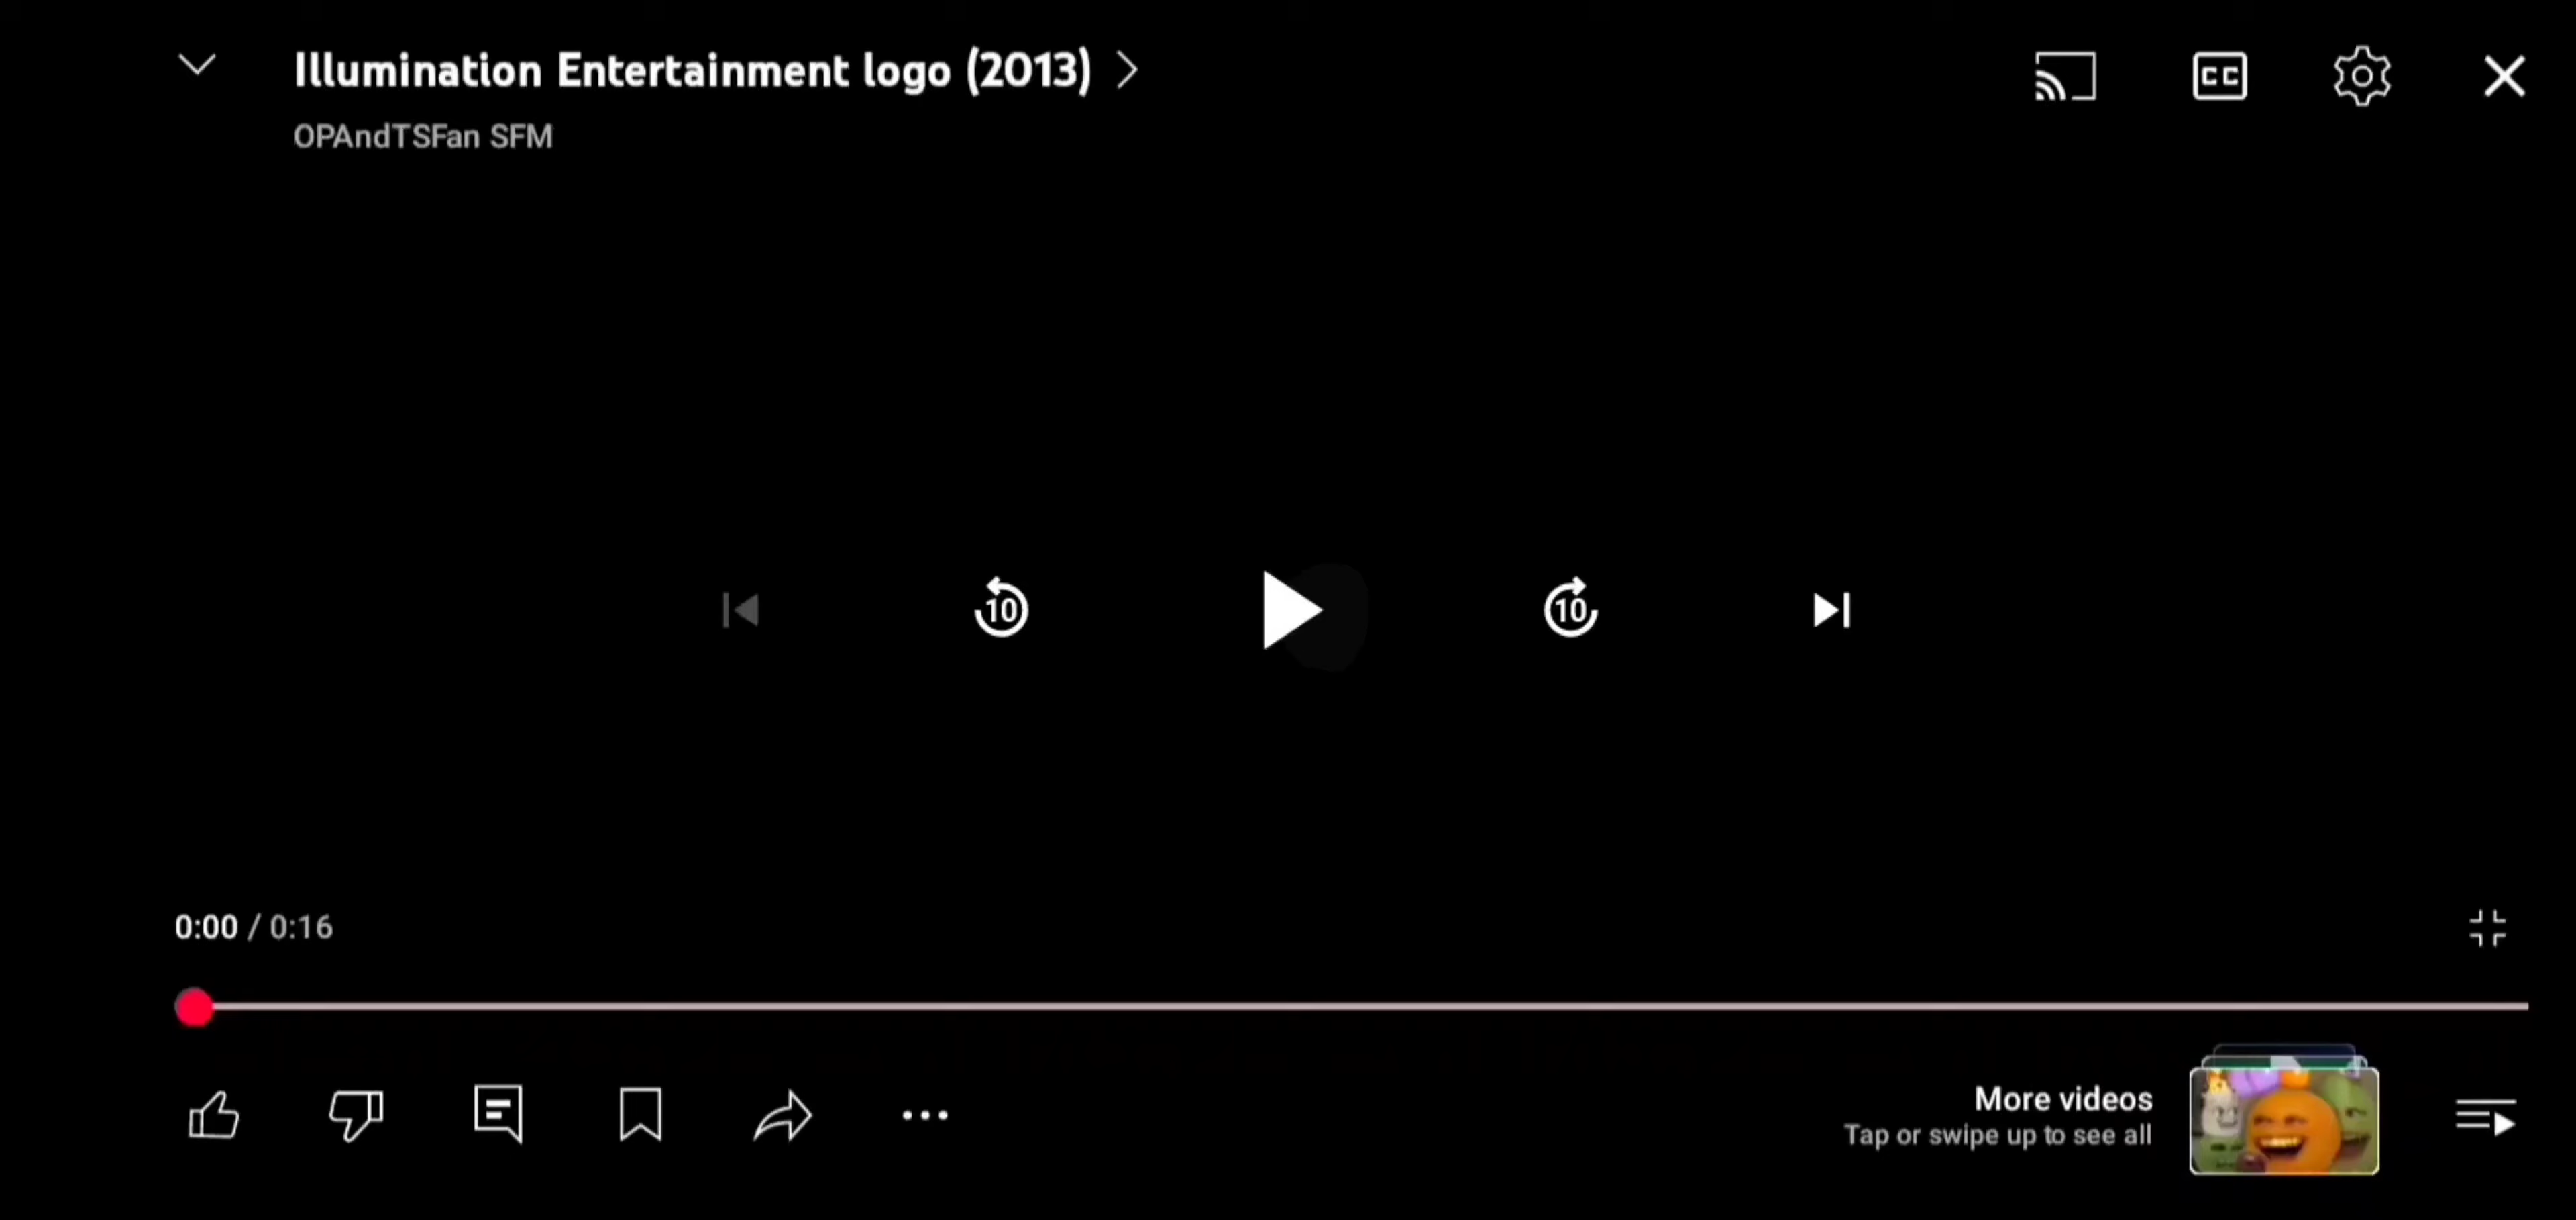 Illumination Entertainment logo (2013)
CC
OPAndTSFan SFM
10
10
0:00 / 0:16
More videos
Tap or swipe up to see all